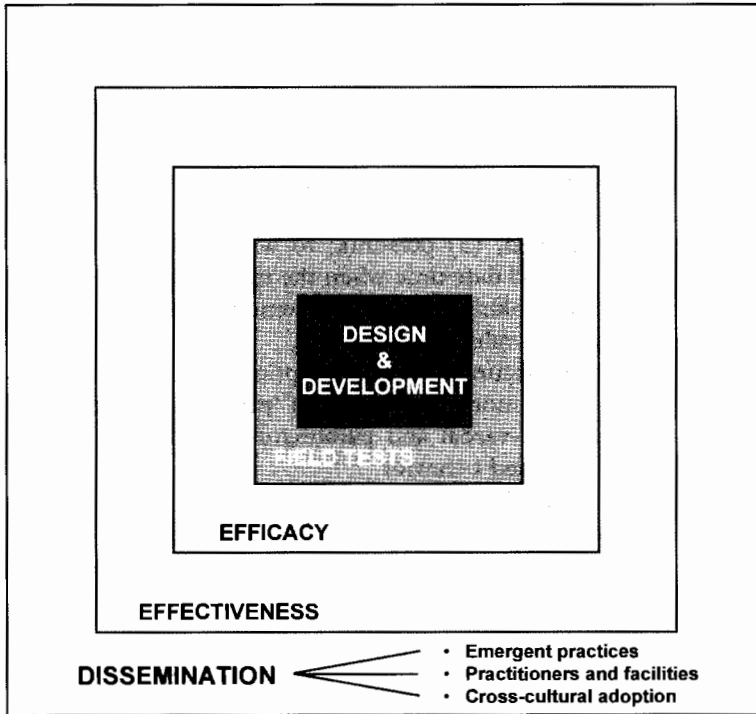 DESIGN
&
DEVELOPMENT
FIELD TESTS
EFFICACY
EFFECTIVENESS
DISSEMINATION
· Emergent practices
· Practitioners and facilities
· Cross-cultural adoption